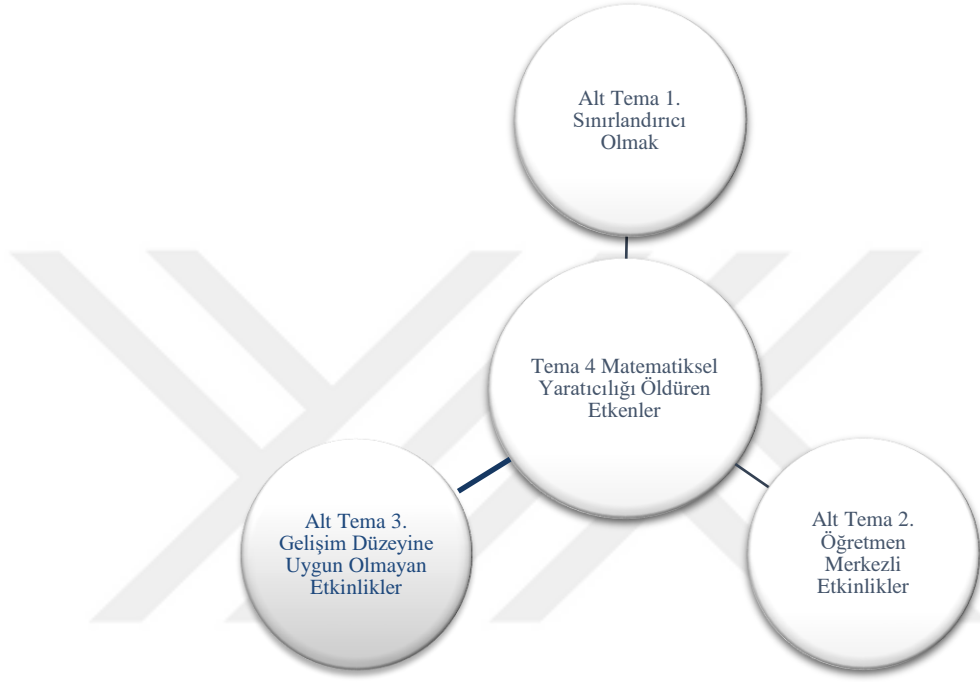 Alt Tema 1.
Sınırlandırıcı
Olmak
Tema 4 Matematiksel
Yaratıcılığı Öldüren
Etkenler
Alt Tema 3.
Gelişim Düzeyine
Uygun Olmayan
Etkinlikler
Alt Tema 2.
Öğretmen
Merkezli
Etkinlikler